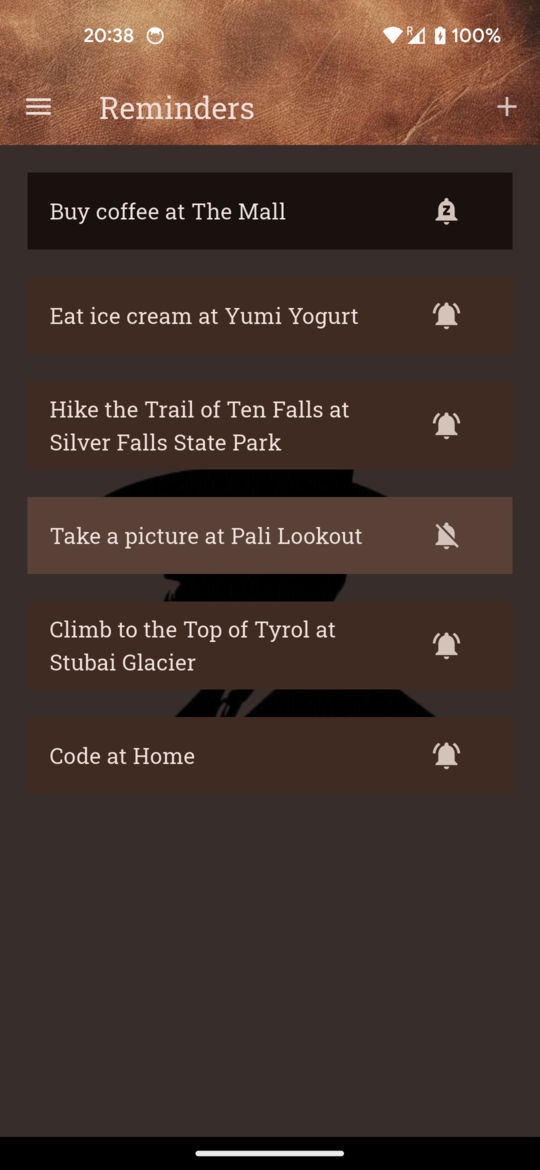 20:38
R
100%
Reminders
Buy coffee at The Mall
Z
Eat ice cream at Yumi Yogurt
Hike the Trail of Ten Falls at
Silver Falls State Park
Take a picture at Pali Lookout
Climb to the Top of Tyrol at
Stubai Glacier
Code at Home